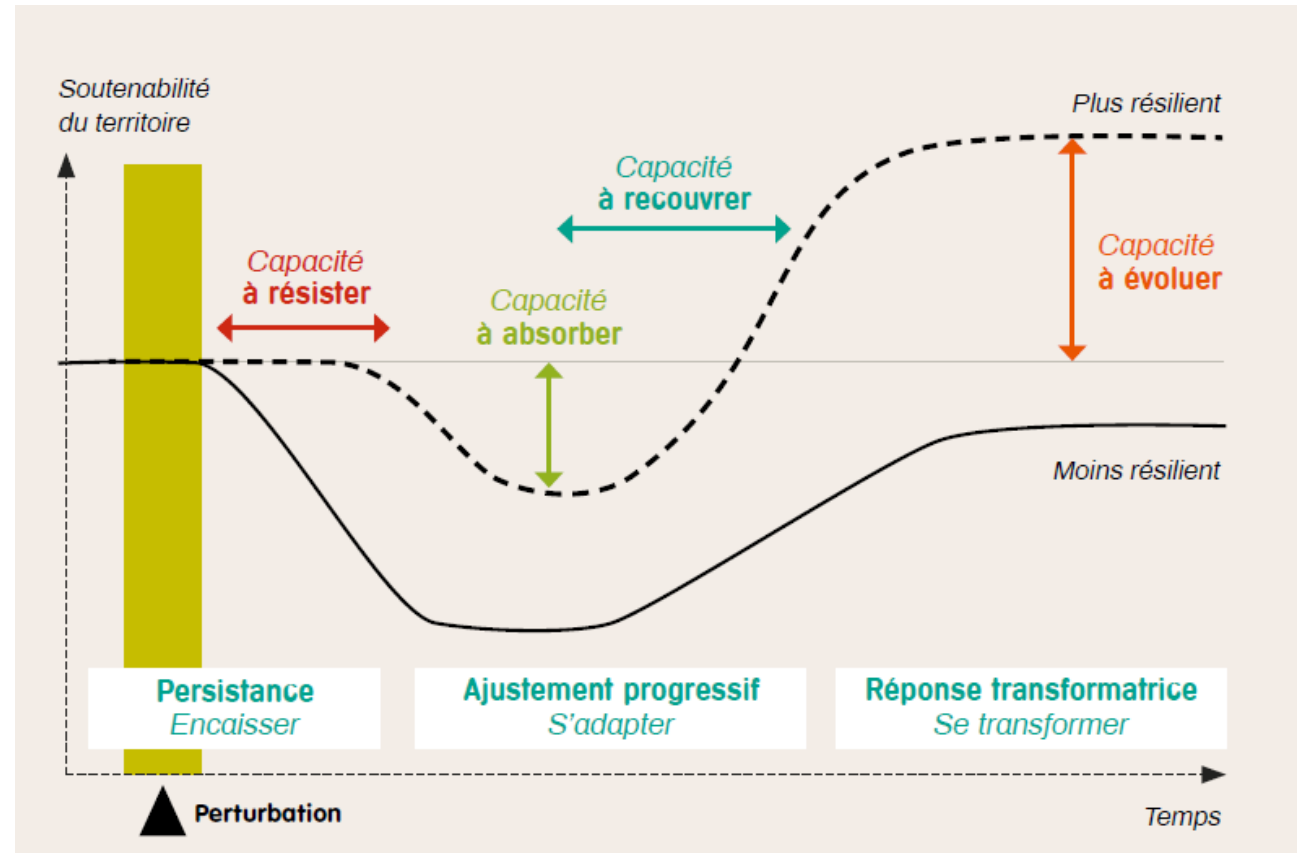 Soutenabilité
du territoire
Plus résilient
Capacité
à recouvrer
Capacité
à résister
Capacité
à absorber
Capacité
à évoluer
Moins résilient
Persistance
Encaisser
Ajustement progressif
S'adapter
Réponse transformatrice
Se transformer
Perturbation
Temps